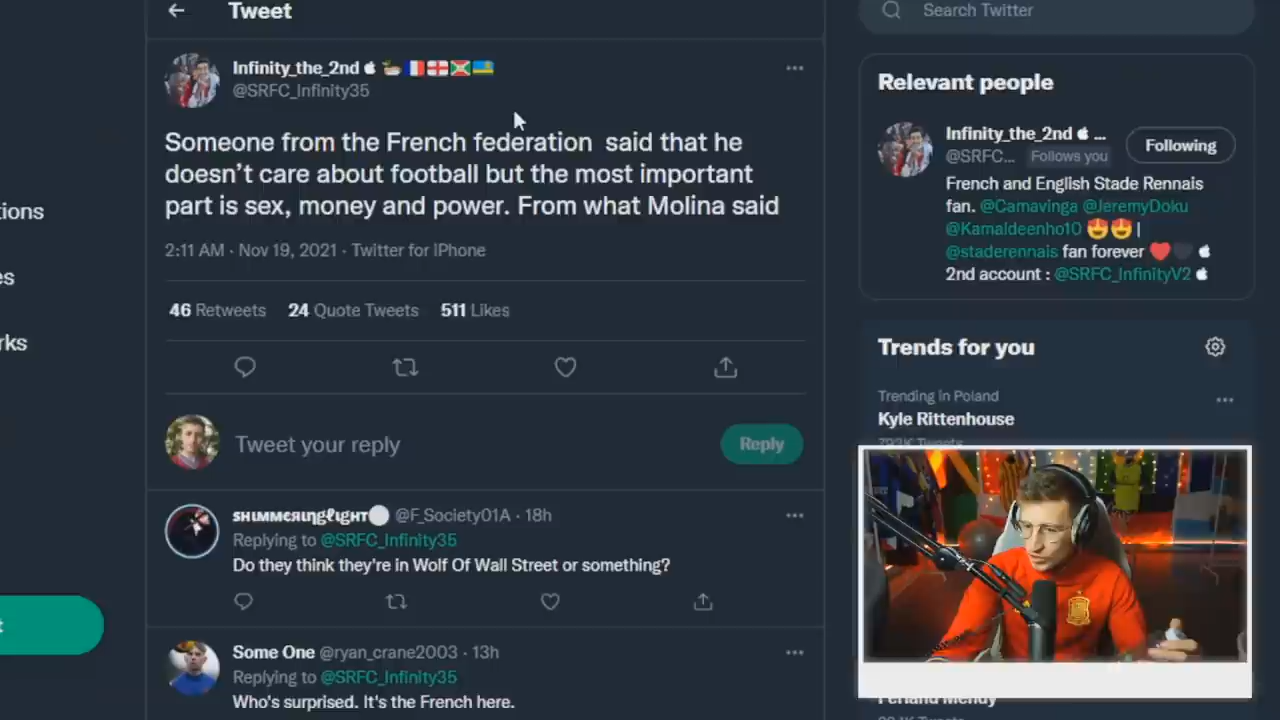 Tweet
Search Twitter
Infinity_the_2nd
@SRFC_Infinity35
Someone from the French federation said that he
doesn't care about football but the most important
part is sex, money and power. From what Molina said
2:11 AM · Nov 19, 2021 · Twitter for iPhone
46 Retweets 24 Quote Tweets 511 Likes
Tweet your reply
Reply
sнιммєяιηgℓιgнт @F_Society01A · 18h
Replying to @SRFC_Infinity35
Do they think they're in Wolf Of Wall Street or something?
Some One @ryan_crane2003 · 13h
Replying to @SRFC_Infinity35
Who's surprised. It's the French here.
Relevant people
Infinity_the_2nd ...
@SRFC... Follows you
Following
French and English Stade Rennais
fan. @Camavinga @JeremyDoku
@Kamaldeenho10 |
@staderennais fan forever
2nd account : @SRFC_InfinityV2
Trends for you
Trending in Poland
Kyle Rittenhouse
793K Tweets
Ferland Mendy
tions
es
rks
t